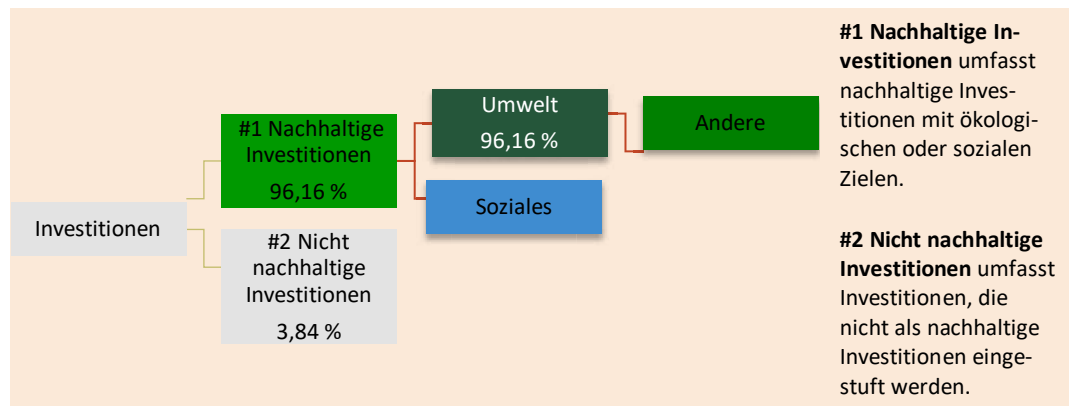 Investitionen
#1 Nachhaltige
Investitionen
96,16 %
#2 Nicht
nachhaltige
Investitionen
3,84 %
Umwelt
96,16 %
Soziales
Andere
#1 Nachhaltige In-
vestitionen umfasst
nachhaltige Inves-
titionen mit ökologi-
schen oder sozialen
Zielen.
#2 Nicht nachhaltige
Investitionen umfasst
Investitionen, die
nicht als nachhaltige
Investitionen einge-
stuft werden.